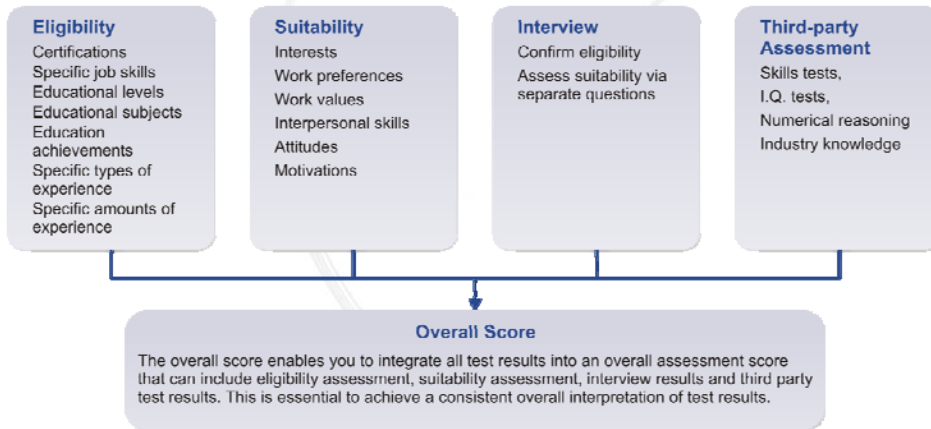 Eligibility
Certifications
Specific job skills
Educational levels
Educational subjects
Education
achievements
Specific types of
experience
Specific amounts of
experience
Suitability
Interests
Work preferences
Work values
Interpersonal skills
Attitudes
Motivations
Interview
Confirm eligibility
Assess suitability via
separate questions
Third-party
Assessment
Skills tests,
I.Q. tests,
Numerical reasoning
Industry knowledge
Overall Score
The overall score enables you to integrate all test results into an overall assessment score
that can include eligibility assessment, suitability assessment, interview results and third party
test results. This is essential to achieve a consistent overall interpretation of test results.